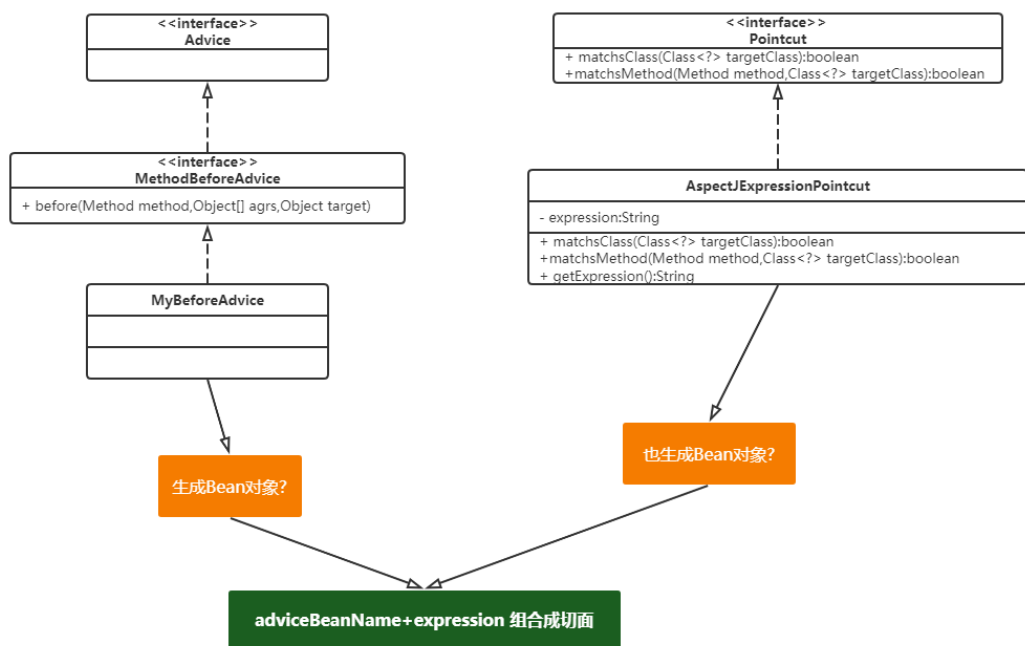 <<interface>>
Advice
<<interface>>
MethodBeforeAdvice
+ before(Method method,Object[] agrs,Object target)
MyBeforeAdvice
生成Bean对象?
<<interface>>
Pointcut
+ matchsClass(Class<?> targetClass):boolean
+matchsMethod(Method method,Class<?> targetClass):boolean
AspectJExpressionPointcut
- expression:String
+ matchsClass(Class<?> targetClass):boolean
+matchsMethod(Method method,Class<?> targetClass):boolean
+ getExpression():String
也生成Bean对象?
adviceBeanName+expression 组合成切面